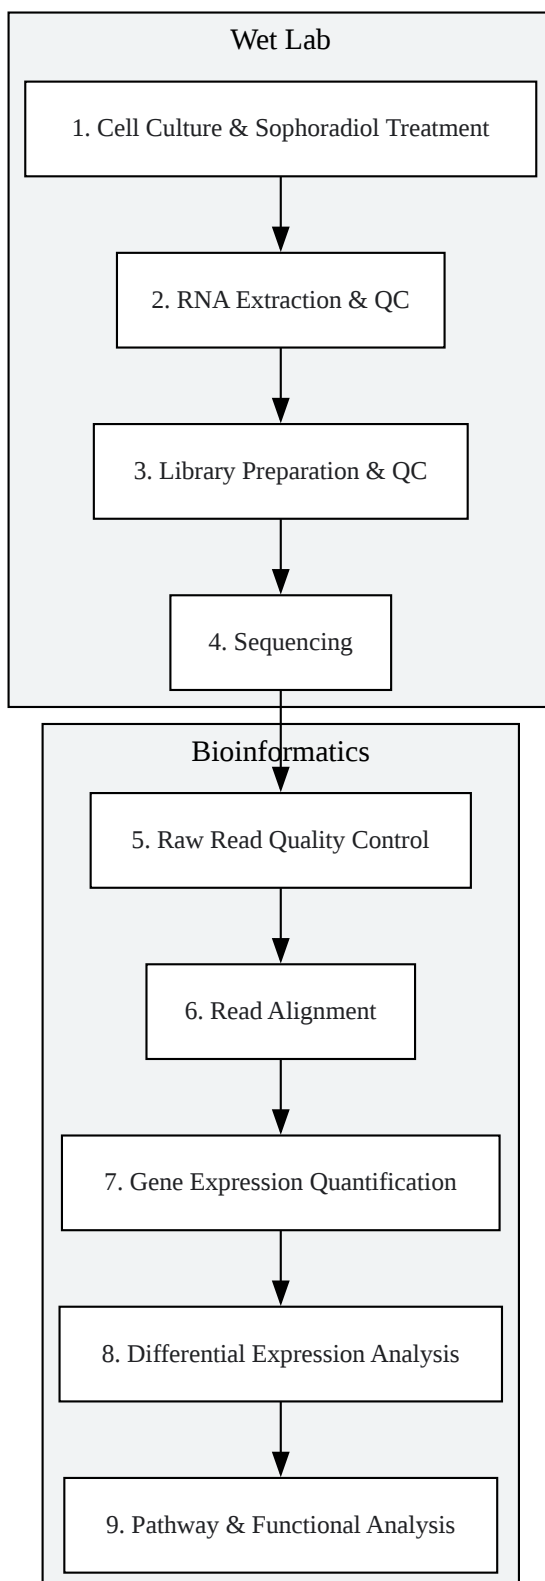 Wet Lab
1. Cell Culture & Sophoradiol Treatment
2. RNA Extraction & QC
3. Library Preparation & QC
4. Sequencing
Bioinformatics
5. Raw Read Quality Control
6. Read Alignment
7. Gene Expression Quantification
8. Differential Expression Analysis
9. Pathway & Functional Analysis